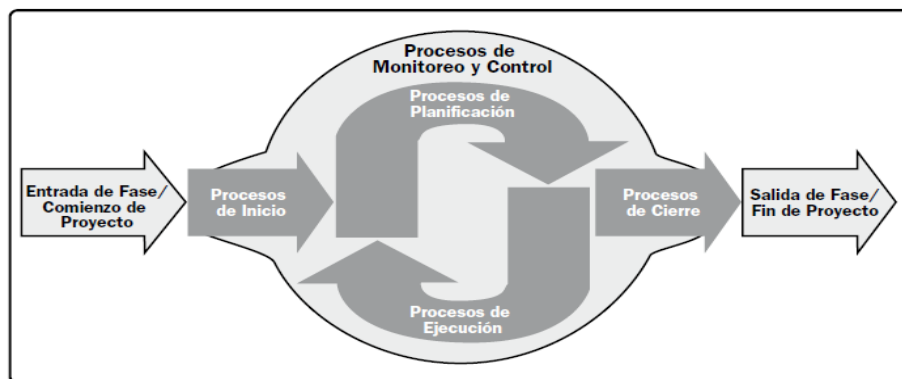 Procesos de
Monitoreo y Control
Procesos de
Planificación
Entrada de Fase/
Comienzo de
Proyecto
Procesos
de Inicio
Procesos
de Cierre
Salida de Fase/
Fin de Proyecto
Procesos de
Ejecución